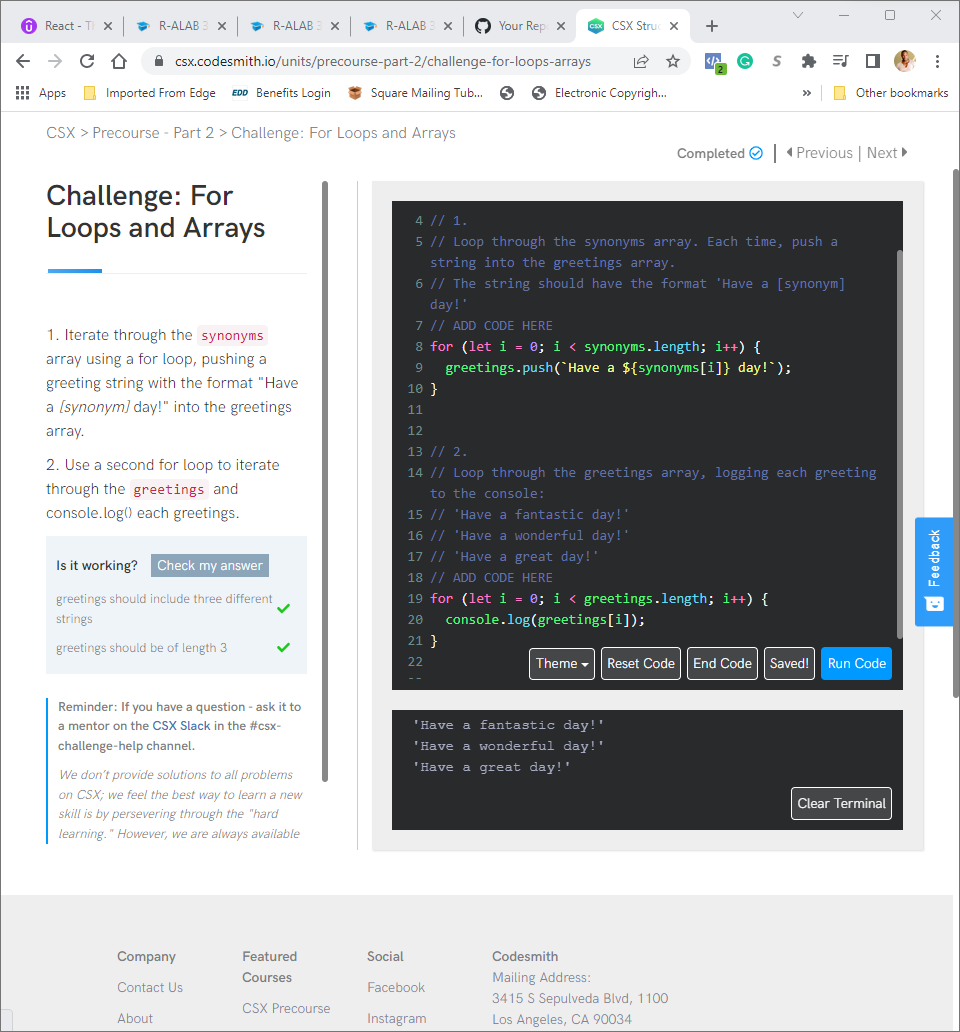 React - Th
R-ALAB 3
R-ALAB 3
R-ALAB 3
Your Rep
CSX Struc
csx.codesmith.io/units/precourse-part-2/challenge-for-loops-arrays
2
Apps
Imported From Edge
EDD Benefits Login
Square Mailing Tub...
Electronic Copyrigh...
»
Other bookmarks
CSX > Precourse - Part 2 > Challenge: For Loops and Arrays
Completed | Previous | Next
Challenge: For
Loops and Arrays
1. Iterate through the synonyms
array using a for loop, pushing a
greeting string with the format "Have
a [synonym] day!" into the greetings
array.
2. Use a second for loop to iterate
through the greetings and
console.log() each greetings.
Is it working? Check my answer
greetings should include three different
strings
greetings should be of length 3
Reminder: If you have a question - ask it to
a mentor on the CSX Slack in the #csx-
challenge-help channel.
We don't provide solutions to all problems
on CSX; we feel the best way to learn a new
skill is by persevering through the "hard
learning." However, we are always available
4 // 1.
5 // Loop through the synonyms array. Each time, push a
string into the greetings array.
6 // The string should have the format 'Have a [synonym]
day!'
7 // ADD CODE HERE
8 for (let i = 0; i < synonyms.length; i++) {
9 greetings.push(`Have a ${synonyms[i]} day!`);
10 }
11
12
13 // 2.
14 // Loop through the greetings array, logging each greeting
to the console:
15 // 'Have a fantastic day!'
16 // 'Have a wonderful day!'
17 // 'Have a great day!'
18 // ADD CODE HERE
19 for (let i = 0; i < greetings.length; i++) {
20 console.log(greetings[i]);
21 }
22
Theme
Reset Code
End Code
Saved!
Run Code
'Have a fantastic day!'
'Have a wonderful day!'
'Have a great day!'
Clear Terminal
Feedback
Company
Contact Us
About
Featured
Courses
CSX Precourse
Social
Facebook
Instagram
Codesmith
Mailing Address:
3415 S Sepulveda Blvd, 1100
Los Angeles, CA 90034